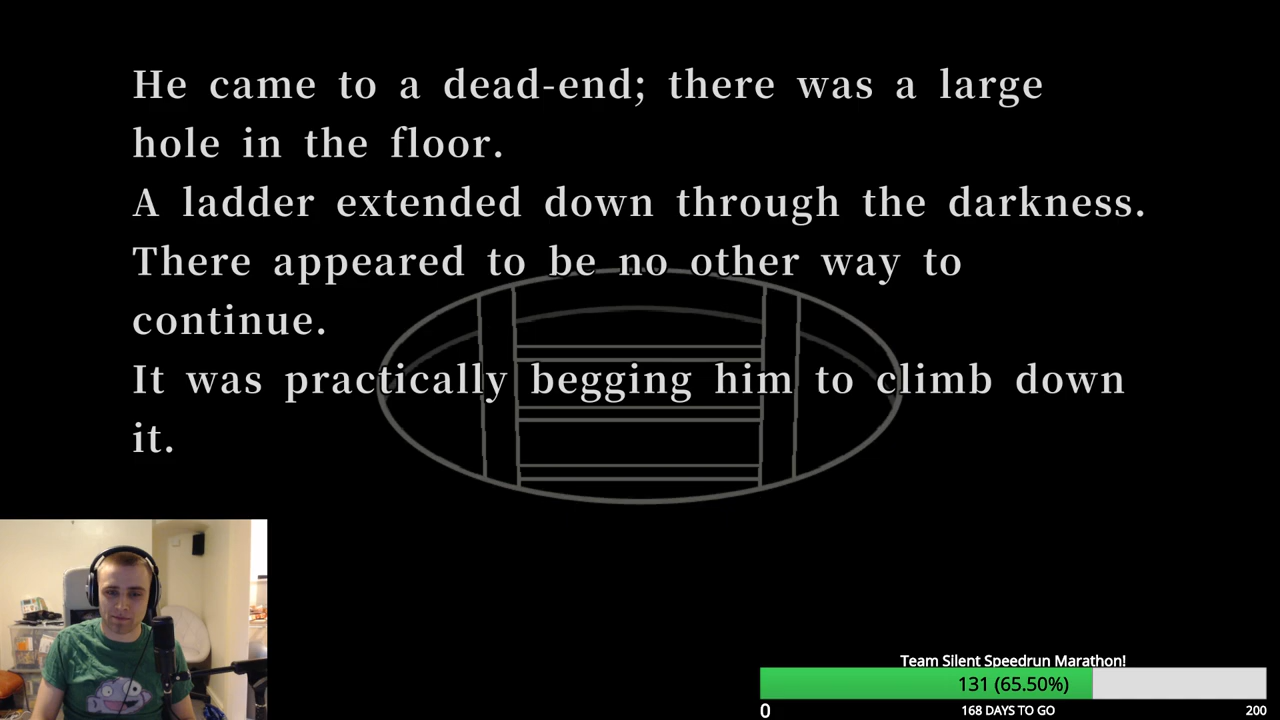 He came to a dead-end; there was a large
hole in the floor.
A ladder extended down through the darkness.
There appeared to be no other way to
continue.
It was practically begging him to climb down
it.
Team Silent Speedrun Marathon!
131 (65.50%)
0
168 DAYS TO GO
200